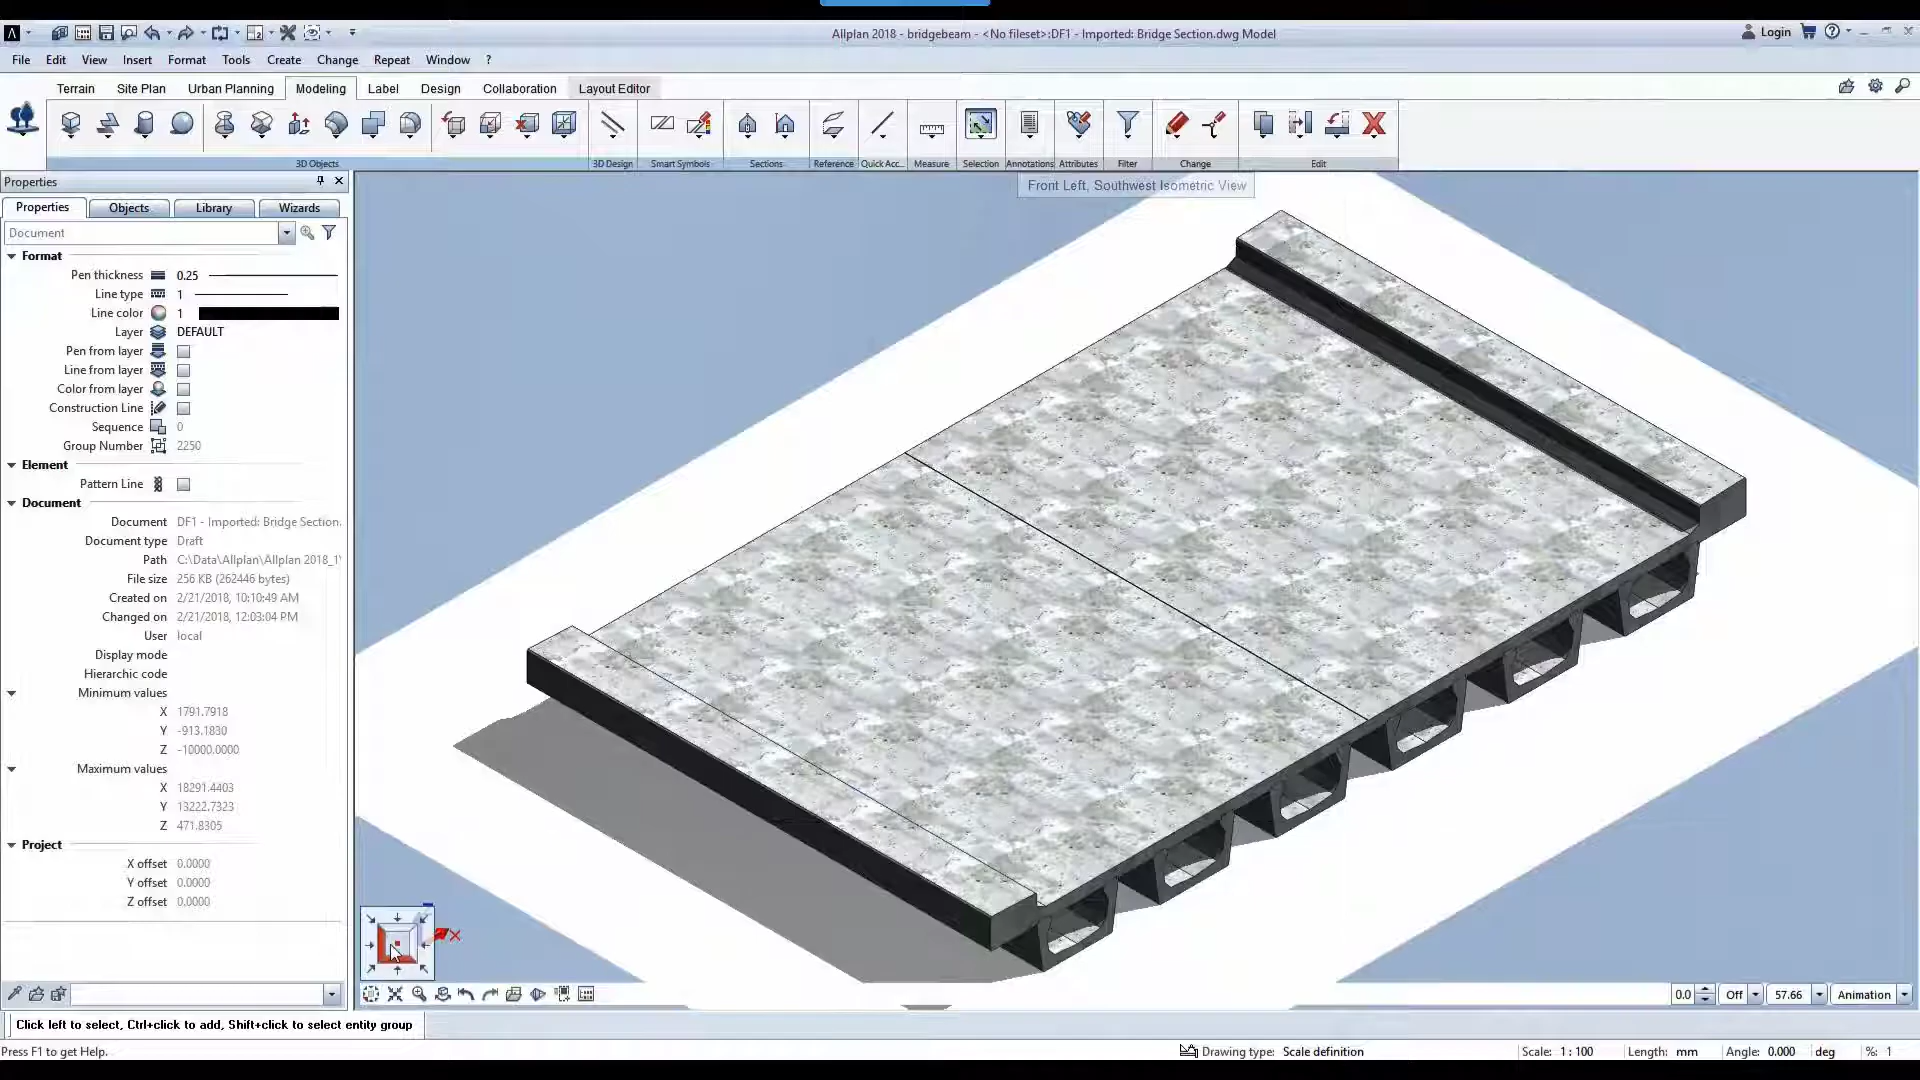 Allplan 2018 - bridgebeam - <No fileset>:DF1 - Imported: Bridge Section.dwg Model
Login
File Edit View Insert Format Tools Create Change Repeat Window ?
Terrain Site Plan Urban Planning Modeling Label Design Collaboration Layout Editor
3D Objects 3D Design Smart Symbols Sections Reference Quick Acc... Measure Selection Annotations Attributes Filter Change Edit
Properties
Front Left, Southwest Isometric View
Properties Objects Library Wizards
Document
Format
Pen thickness 0.25
Line type 1
Line color 1
Layer DEFAULT
Pen from layer
Line from layer
Color from layer
Construction Line
Sequence 0
Group Number 2250
Element
Pattern Line
Document
Document DF1 - Imported: Bridge Section.
Document type Draft
Path C:\Data\Allplan\Allplan 2018_1\
File size 256 KB (262446 bytes)
Created on 2/21/2018, 10:10:49 AM
Changed on 2/21/2018, 12:03:04 PM
User local
Display mode
Hierarchic code
Minimum values
X 1791.7918
Y -913.1830
Z -10000.0000
Maximum values
X 18291.4403
Y 13222.7323
Z 471.8305
Project
X offset 0.0000
Y offset 0.0000
Z offset 0.0000
0.0 Off 57.66 Animation
Click left to select, Ctrl+click to add, Shift+click to select entity group
Press F1 to get Help. Drawing type: Scale definition Scale: 1 : 100 Length: mm Angle: 0.000 deg %: 1